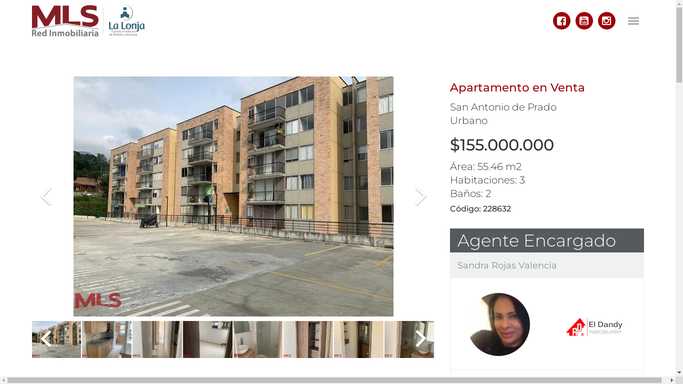 MLS
Red Inmobiliaria
La Lonja
Apartamento en Venta
San Antonio de Prado
Urbano
$155.000.000
Área: 55.46 m2
Habitaciones: 3
Baños: 2
Código: 228632
MLS
Agente Encargado
Sandra Rojas Valencia
El Dandy